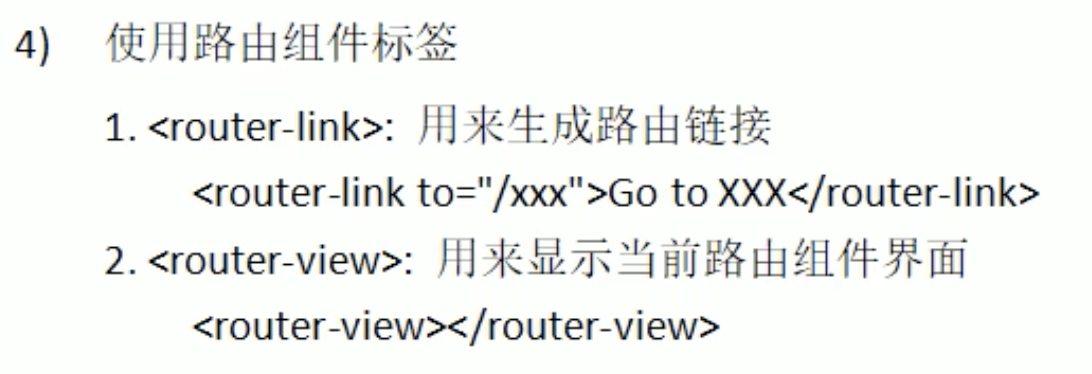 4) 使用路由组件标签
1. <router-link>: 用来生成路由链接
<router-link to="/xxx">Go to XXX</router-link>
2. <router-view>: 用来显示当前路由组件界面
<router-view></router-view>